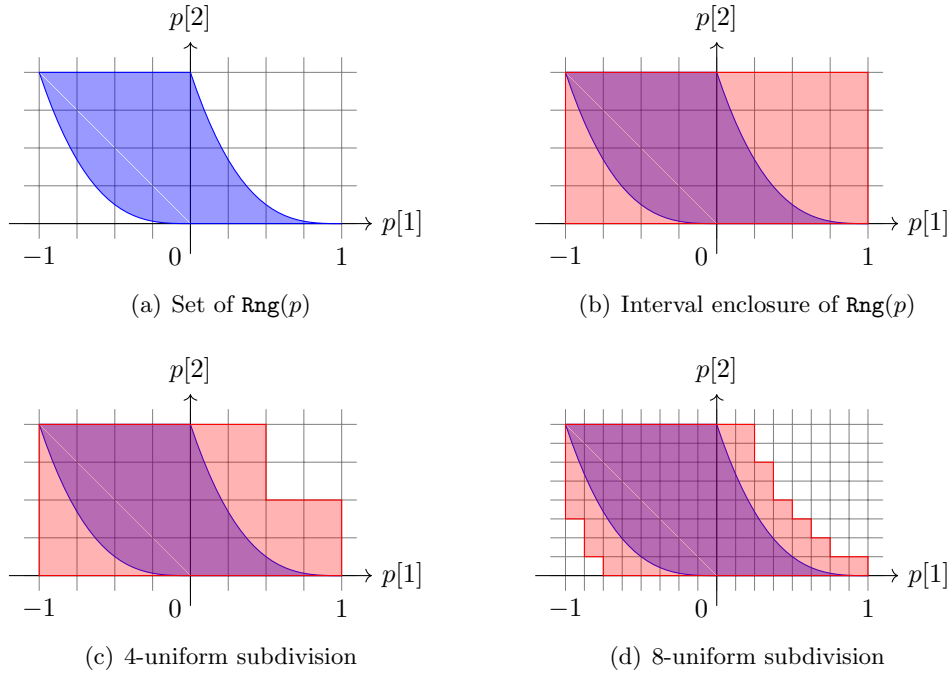 p[2]
p[1]
−1
0
1
(a) Set of Rng(p)
p[2]
p[1]
−1
0
1
(b) Interval enclosure of Rng(p)
p[2]
p[1]
−1
0
1
(c) 4-uniform subdivision
p[2]
p[1]
−1
0
1
(d) 8-uniform subdivision